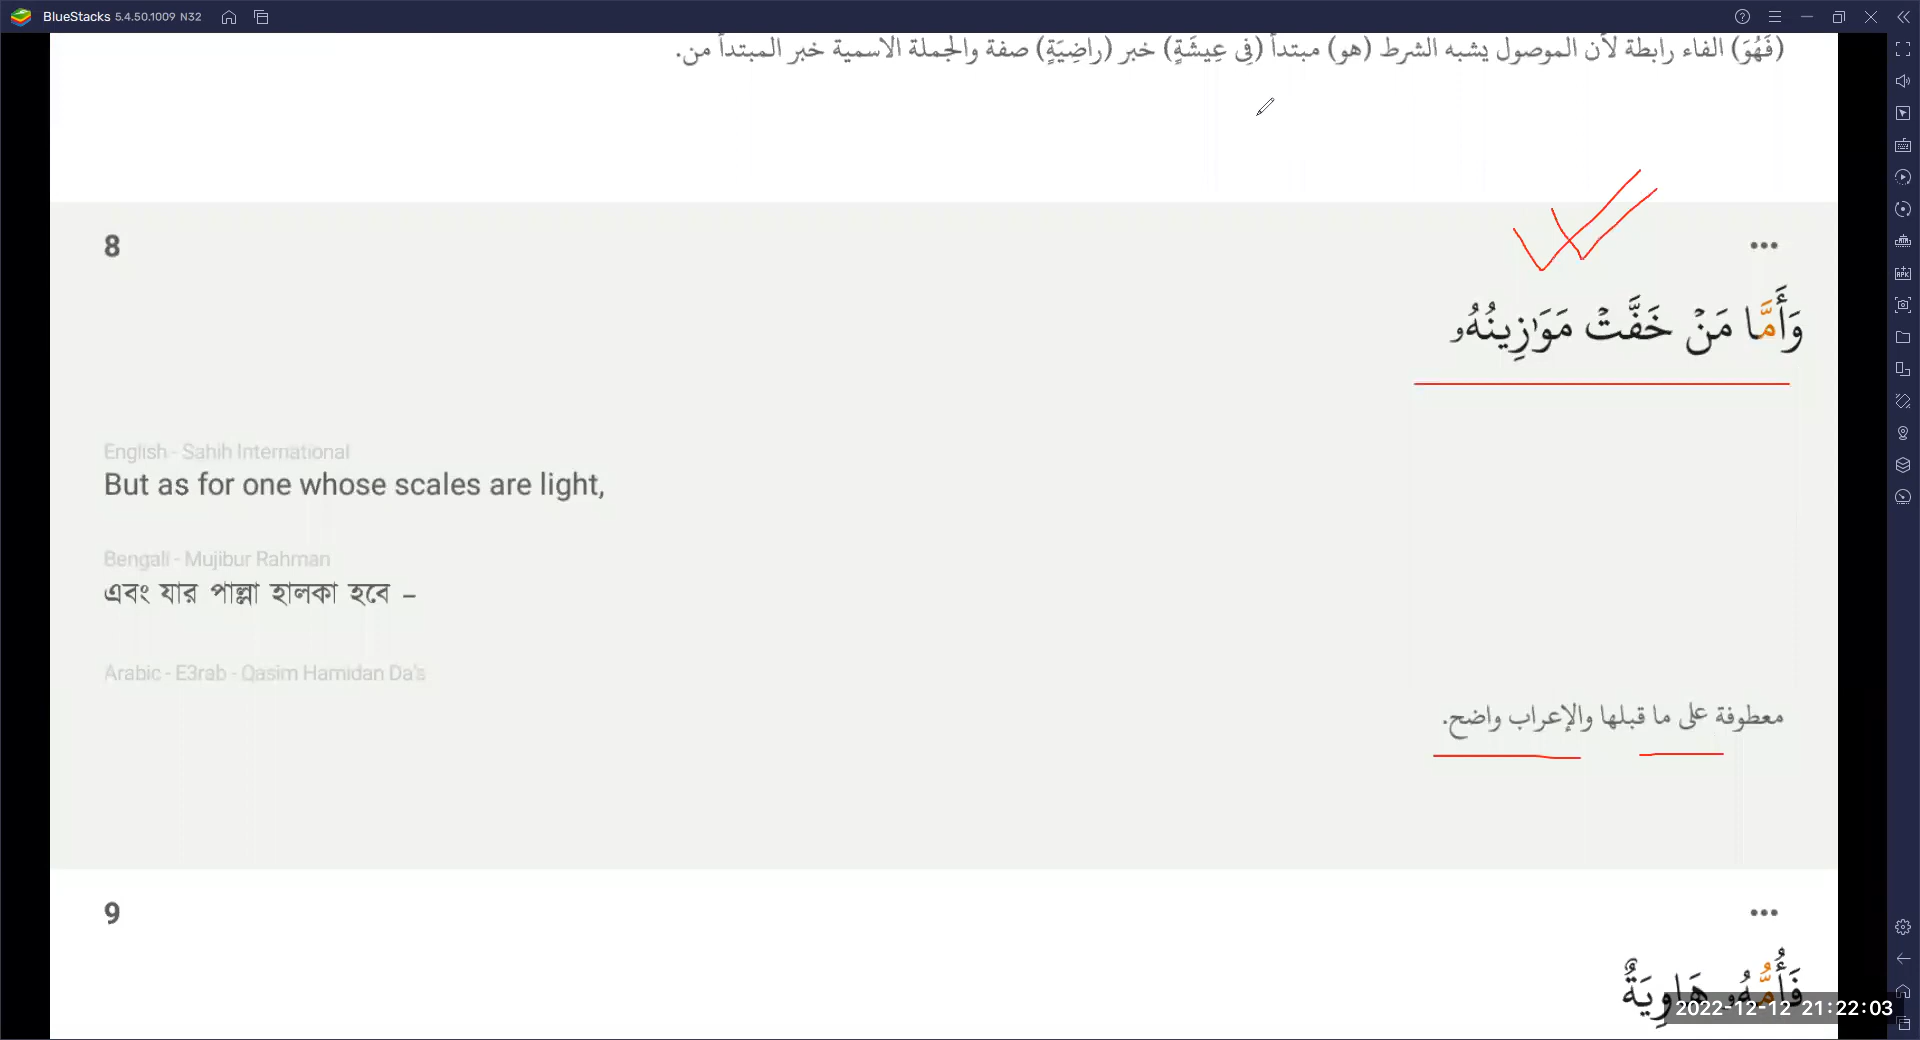 BlueStacks 5.4.50.1009 N32
(فَهُوَ) الفاء رابطة لأن الموصول يشبه الشرط (هو) مبتدأ (فِي عِيشَةٍ) خبر (راضِيَةٍ) صفة والجملة الاسمية خبر المبتدأ من.
8
وَأَمَّا مَنْ خَفَّتْ مَوَٰزِينُهُۥ
English - Sahih International
But as for one whose scales are light,
Bengali - Mujibur Rahman
এবং যার পাল্লা হালকা হবে –
Arabic - E3rab - Qasim Hamidan Da's
معطوفة على ما قبلها والإعراب واضح.
9
فَأُمُّهُۥ هَاوِيَةٌ
2022-12-12 21:22:03